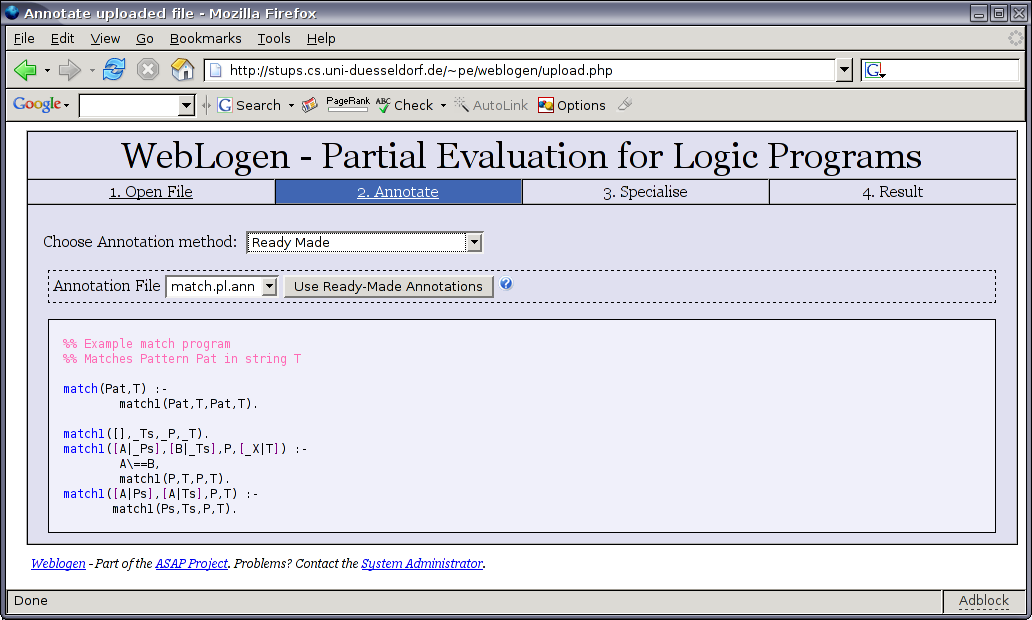 Annotate uploaded file - Mozilla Firefox
File Edit View Go Bookmarks Tools Help
http://stups.cs.uni-duesseldorf.de/~pe/weblogen/upload.php G
Google G Search PageRank ABC Check AutoLink Options
WebLogen - Partial Evaluation for Logic Programs
1. Open File 2. Annotate 3. Specialise 4. Result
Choose Annotation method: Ready Made
Annotation File match.pl.ann Use Ready-Made Annotations ?
%% Example match program
%% Matches Pattern Pat in string T
match(Pat,T) :-
match1(Pat,T,Pat,T).
match1([],_Ts,_P,_T).
match1([A|_Ps],[B|_Ts],P,[_X|T]) :-
A\==B,
match1(P,T,P,T).
match1([A|Ps],[A|Ts],P,T) :-
match1(Ps,Ts,P,T).
Weblogen - Part of the ASAP Project. Problems? Contact the System Administrator.
Done Adblock